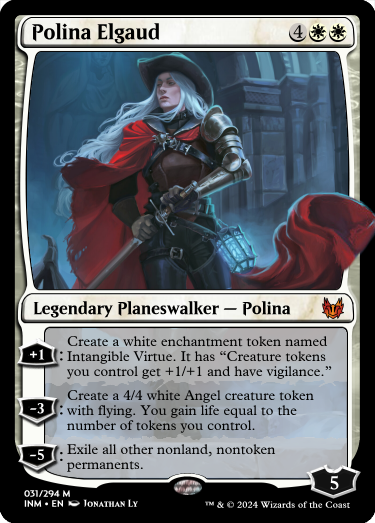 Polina Elgaud 4
Legendary Planeswalker — Polina
+1: Create a white enchantment token named
Intangible Virtue. It has “Creature tokens
you control get +1/+1 and have vigilance.”
-3: Create a 4/4 white Angel creature token
with flying. You gain life equal to the
number of tokens you control.
-5: Exile all other nonland, nontoken
permanents.
5
031/294 M
INM • EN Jonathan Ly
™ & © 2024 Wizards of the Coast